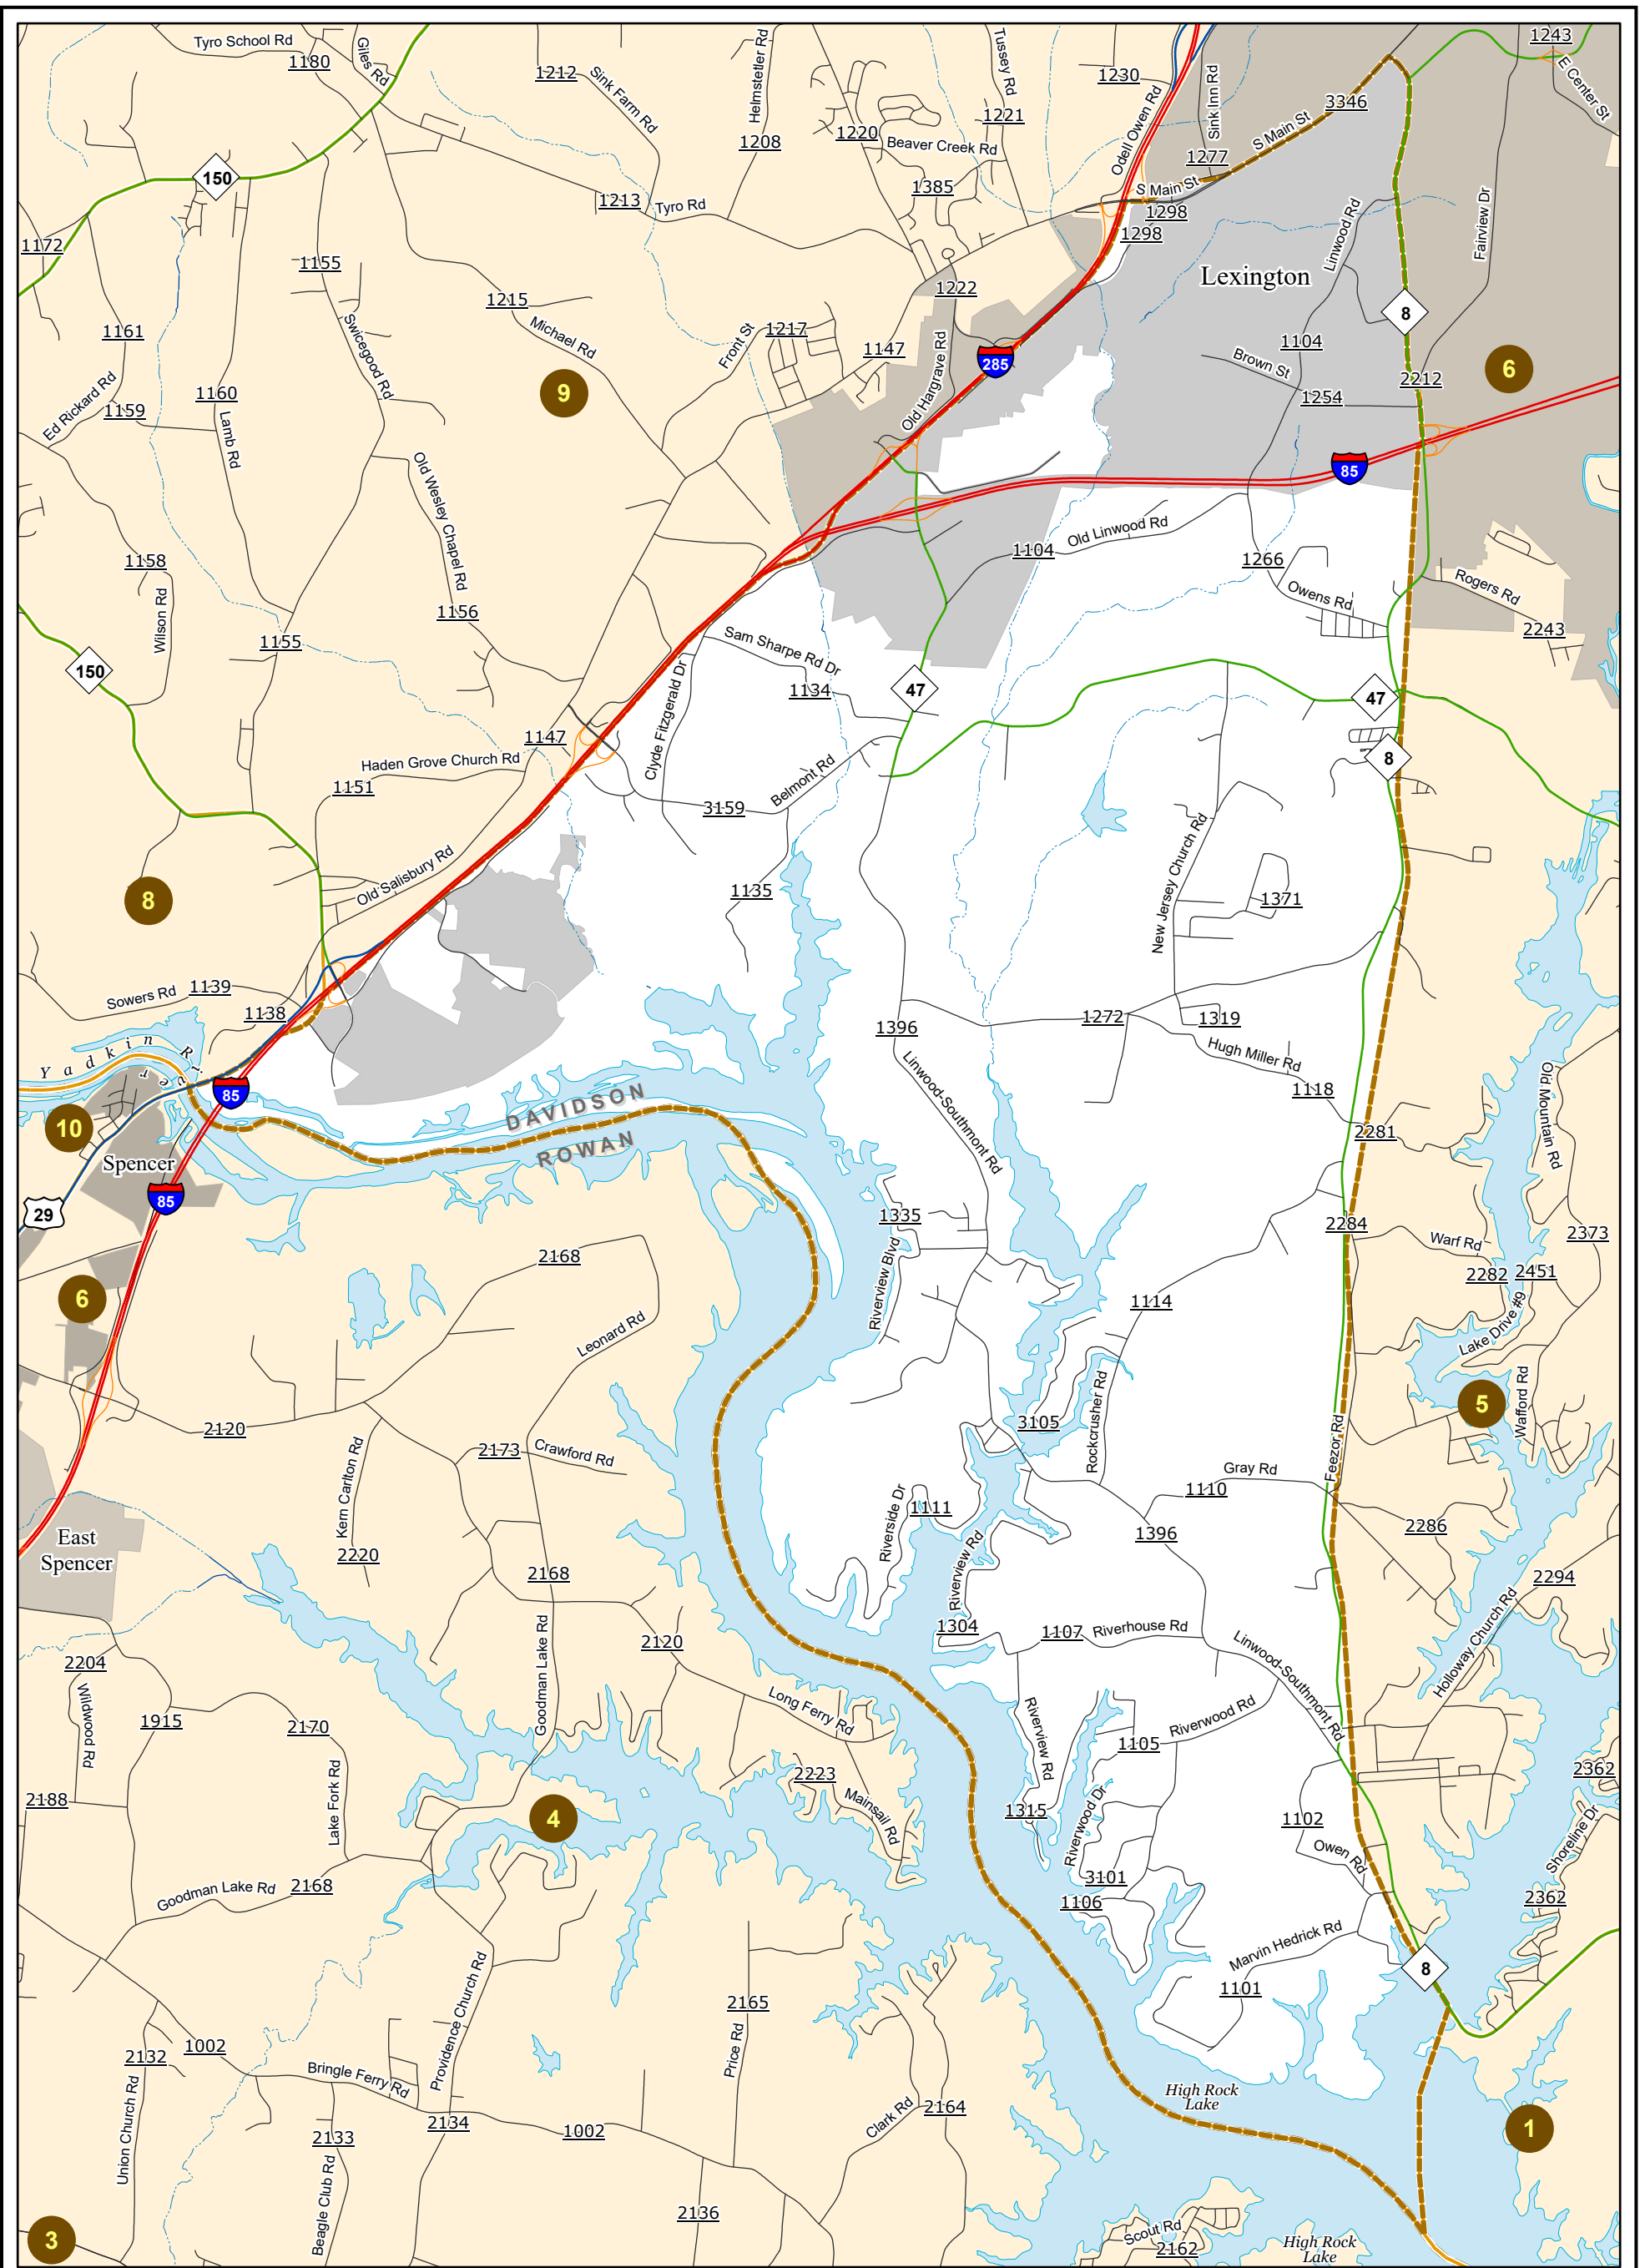 Tyro School Rd
1180
Giles Rd
1212
Sink Farm Rd
Helmstetler Rd
1208
Tussey Rd
1221
1220
Beaver Creek Rd
1385
1230
Odell Owen Rd
Sink Inn Rd
1277
S Main St
3346
1243
E Center St
150
1172
1213
Tyro Rd
S Main St
1298
1298
Lexington
Linwood Rd
Fairview Dr
1155
1215
Michael Rd
1222
8
1161
Swicegood Rd
Front St
1217
1147
Old Hargrave Rd
285
1104
Brown St
1254
2212
6
Ed Rickard Rd
1159
1160
Lamb Rd
9
Old Wesley Chapel Rd
85
1158
Wilson Rd
1156
1104
Old Linwood Rd
1266
Owens Rd
Rogers Rd
2243
150
1155
Sam Sharpe Rd Dr
1134
47
47
8
Clyde Fitzgerald Dr
1147
Haden Grove Church Rd
1151
3159
Belmont Rd
New Jersey Church Rd
8
Old Salisbury Rd
1135
1371
Sowers Rd
1139
1138
1396
1272
1319
Hugh Miller Rd
1118
Yadkin River
85
DAVIDSON
ROWAN
Linwood-Southmont Rd
2281
Old Mountain Rd
10
Spencer
85
29
1335
Riverview Blvd
2284
Warf Rd
2373
2282
2451
Lake Drive #9
6
2168
Leonard Rd
1114
5
Wafford Rd
2120
2173
Crawford Rd
Kern Carlton Rd
3105
Rockcrusher Rd
Feezor Rd
Gray Rd
1110
Riverside Dr
1111
1396
2286
East
Spencer
2220
2168
Riverview Rd
1304
2294
Holloway Church Rd
1107
Riverhouse Rd
Linwood-Southmont Rd
2204
Wildwood Rd
1915
2170
Goodman Lake Rd
2120
Long Ferry Rd
Riverview Rd
Riverwood Rd
1105
2188
Lake Fork Rd
4
2223
Mainsail Rd
1315
Riverwood Dr
1102
Owen Rd
2362
Shoreline Dr
2362
Goodman Lake Rd
2168
3101
1106
Marvin Hedrick Rd
1101
8
Providence Church Rd
2165
Price Rd
1002
2132
Union Church Rd
Bringle Ferry Rd
2133
Beagle Club Rd
2134
1002
Clark Rd
2164
High Rock
Lake
1
3
2136
Scout Rd
2162
High Rock
Lake